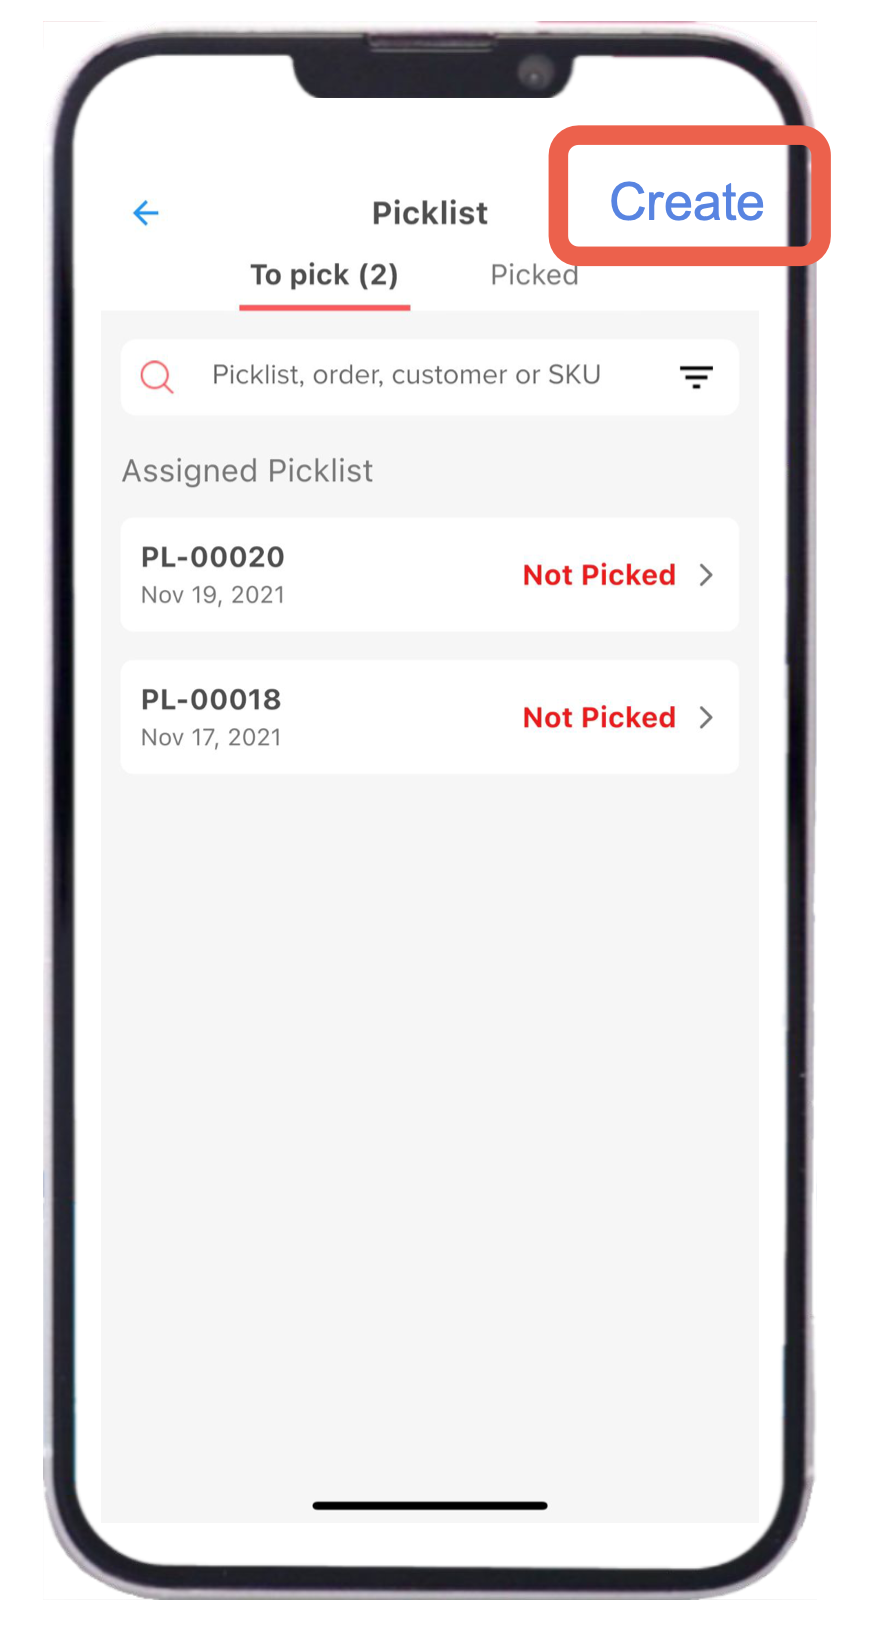 Picklist
Create
To pick (2)
Picked
Picklist, order, customer or SKU
Assigned Picklist
PL-00020
Nov 19, 2021
Not Picked
PL-00018
Nov 17, 2021
Not Picked